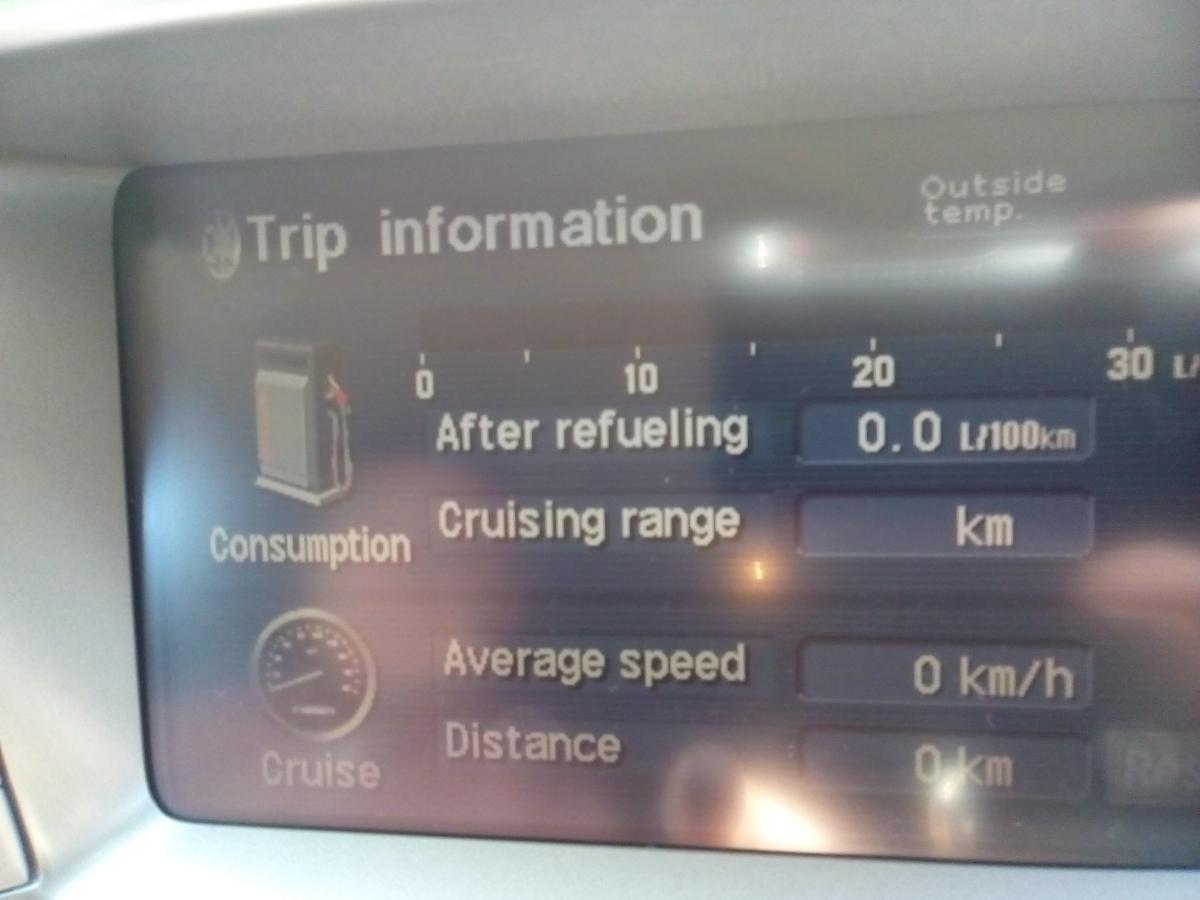 Trip information
Outside
temp.
0 10 20 30 L/
After refueling 0.0 L/100km
Consumption
Cruising range km
Average speed 0 km/h
Distance 0 km
Cruise
Res